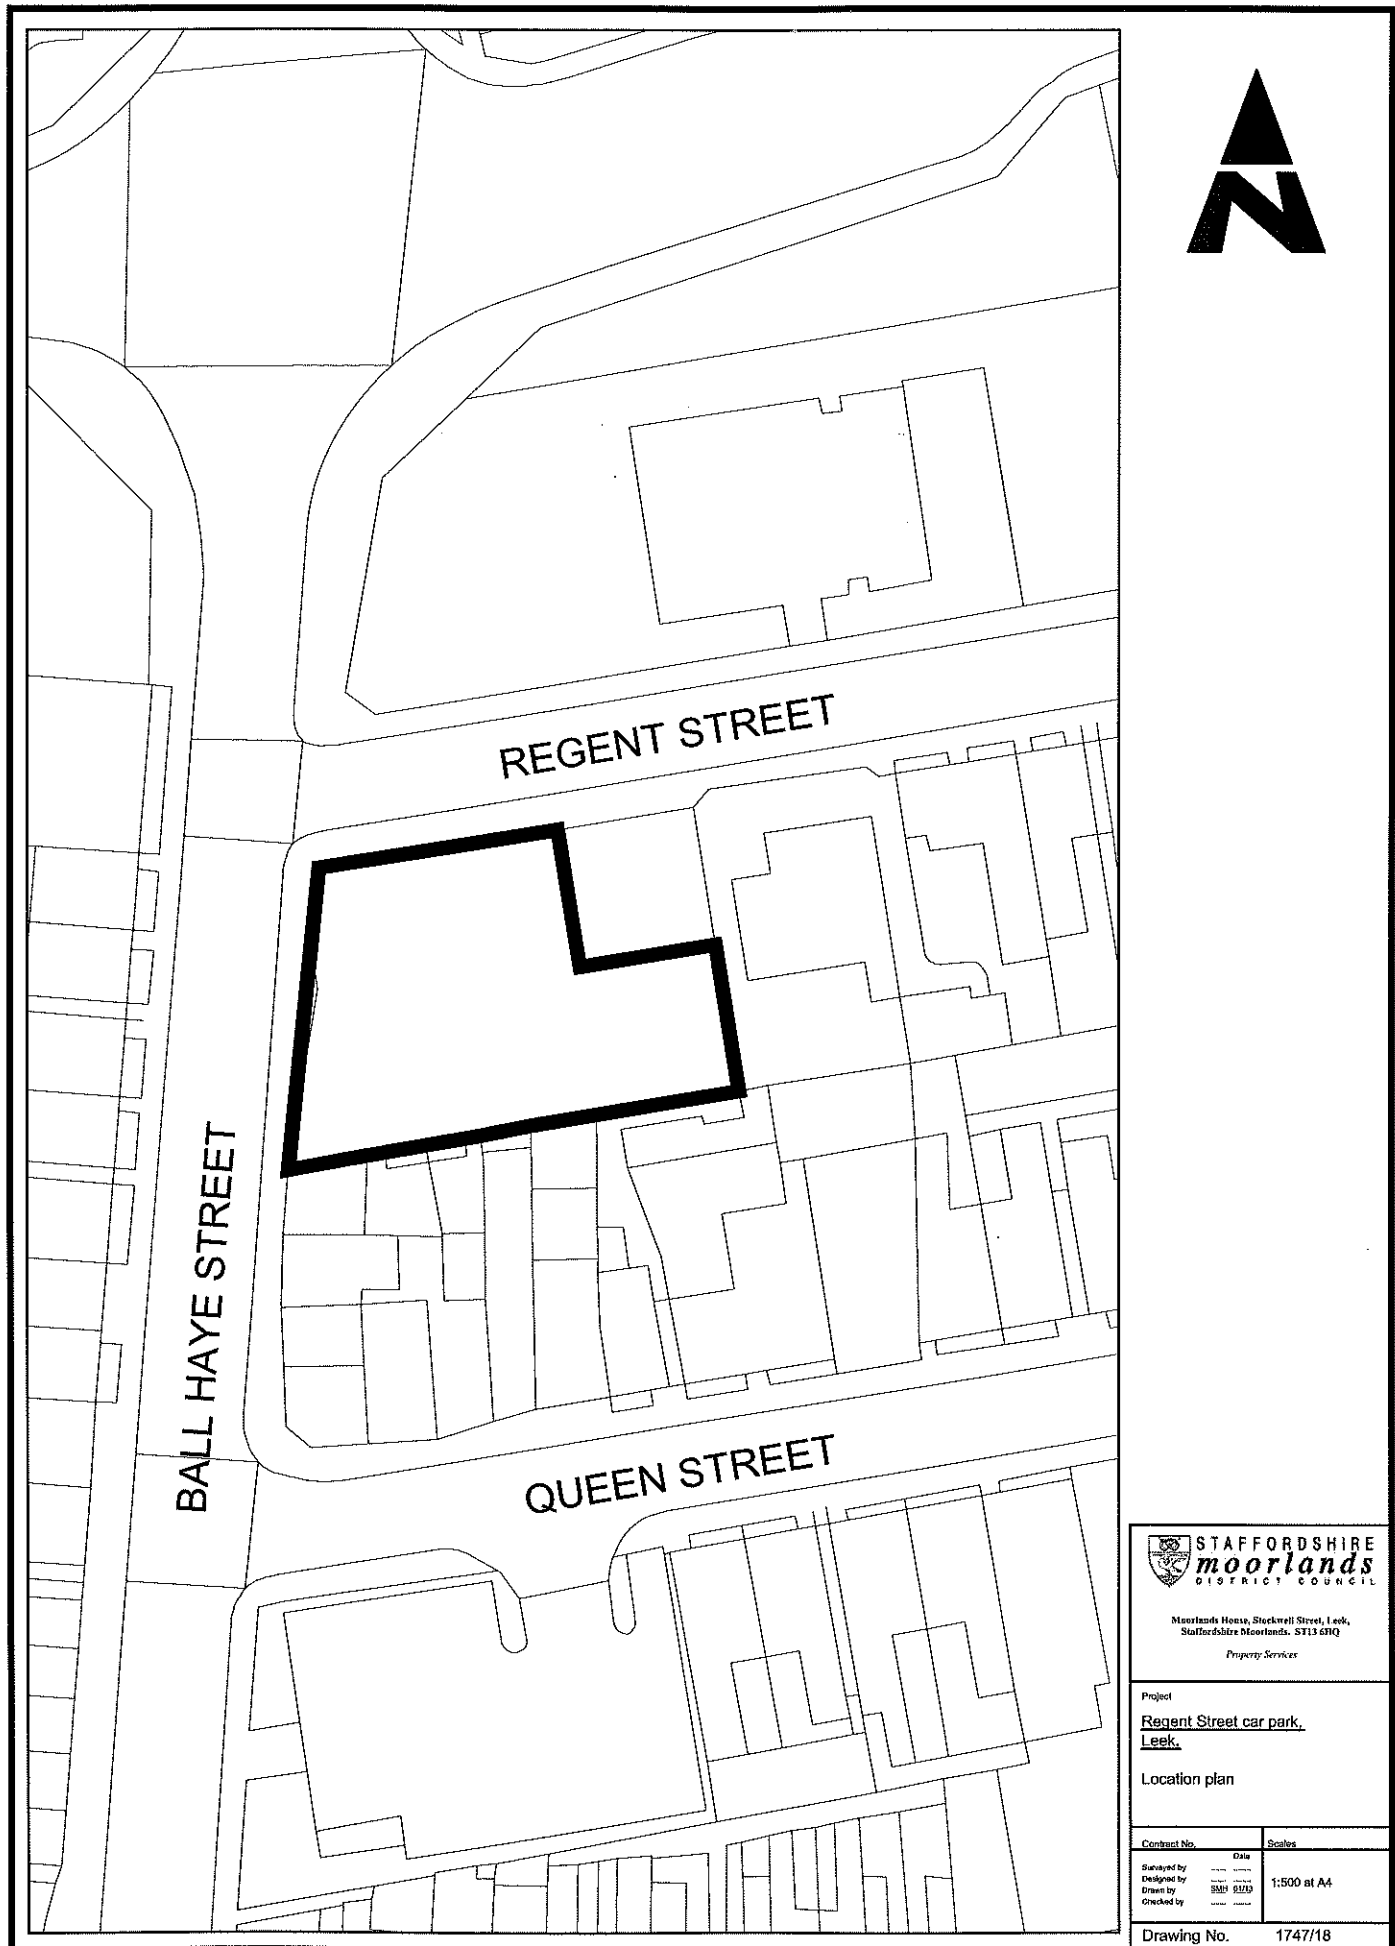 N
REGENT STREET
BALL HAYE STREET
QUEEN STREET
STAFFORDSHIRE
moorlands
DISTRICT COUNCIL
Moorlands House, Stockwell Street, Leek,
Staffordshire Moorlands. ST13 6HQ
Property Services
Project
Regent Street car park,
Leek.
Location plan
Contract No.
Scales
Date
Surveyed by
Designed by
Drawn by SMH 01/13
Checked by
1:500 at A4
Drawing No. 1747/18